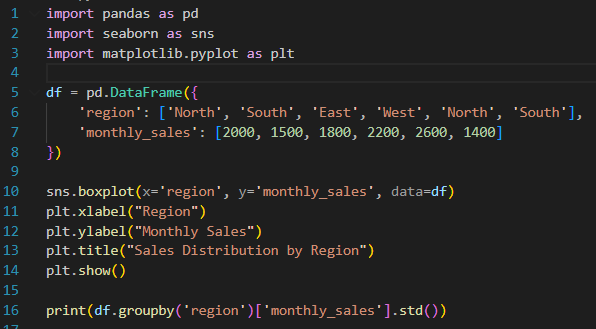 1 import pandas as pd
2 import seaborn as sns
3 import matplotlib.pyplot as plt
4
5 df = pd.DataFrame({
6     'region': ['North', 'South', 'East', 'West', 'North', 'South'],
7     'monthly_sales': [2000, 1500, 1800, 2200, 2600, 1400]
8 })
9
10 sns.boxplot(x='region', y='monthly_sales', data=df)
11 plt.xlabel("Region")
12 plt.ylabel("Monthly Sales")
13 plt.title("Sales Distribution by Region")
14 plt.show()
15
16 print(df.groupby('region')['monthly_sales'].std())
17